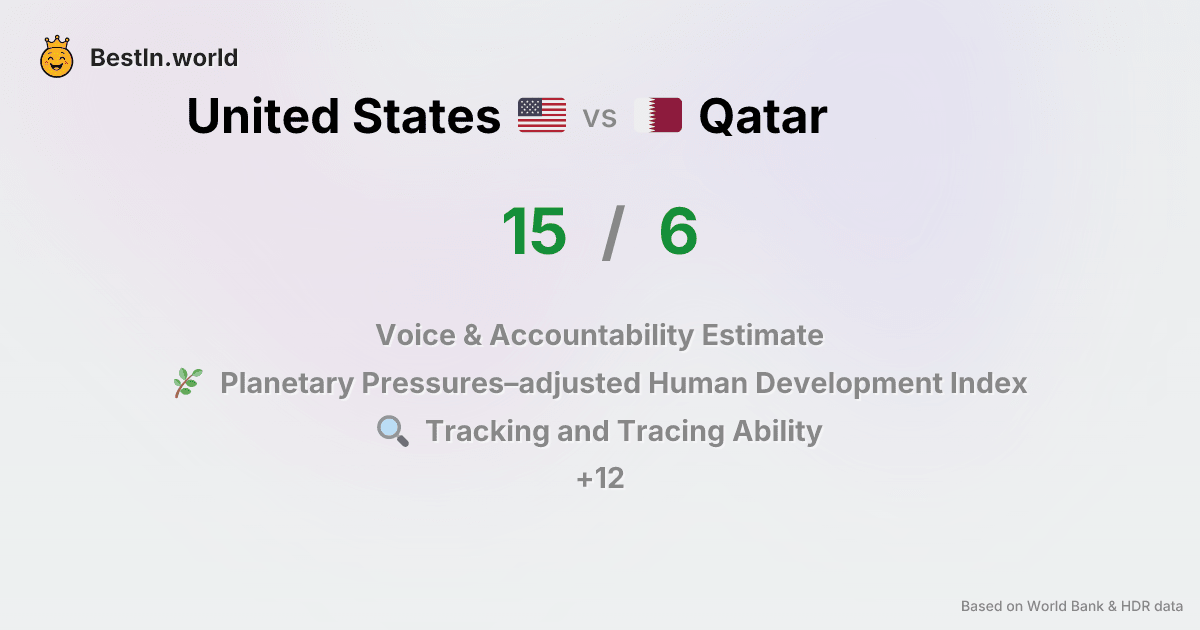 BestIn.world
United States vs Qatar
15 / 6
Voice & Accountability Estimate
Planetary Pressures–adjusted Human Development Index
Tracking and Tracing Ability
+12
Based on World Bank & HDR data